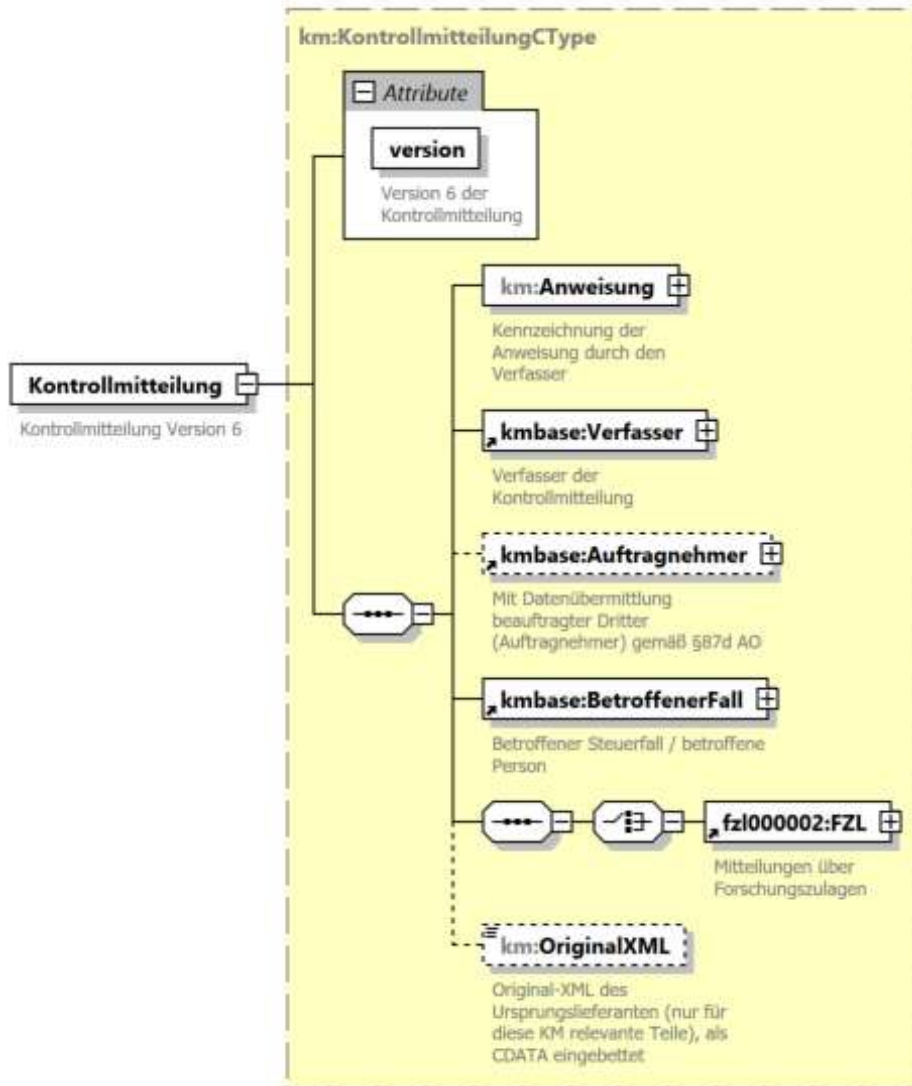 km:KontrollmitteilungCType
Attribute
version
Version 6 der
Kontrollmitteilung
km:Anweisung
Kennzeichnung der
Anweisung durch den
Verfasser
Kontrollmitteilung
Kontrollmitteilung Version 6
kmbase:Verfasser
Verfasser der
Kontrollmitteilung
kmbase:Auftragnehmer
Mit Datenübermittlung
beauftragter Dritter
(Auftragnehmer) gemäß §87d AO
kmbase:BetroffenerFall
Betroffener Steuerfall / betroffene
Person
fzl000002:FZL
Mitteilungen über
Forschungszulagen
km:OriginalXML
Original-XML des
Ursprungslieferanten (nur für
diese KM relevante Teile), als
CDATA eingebettet